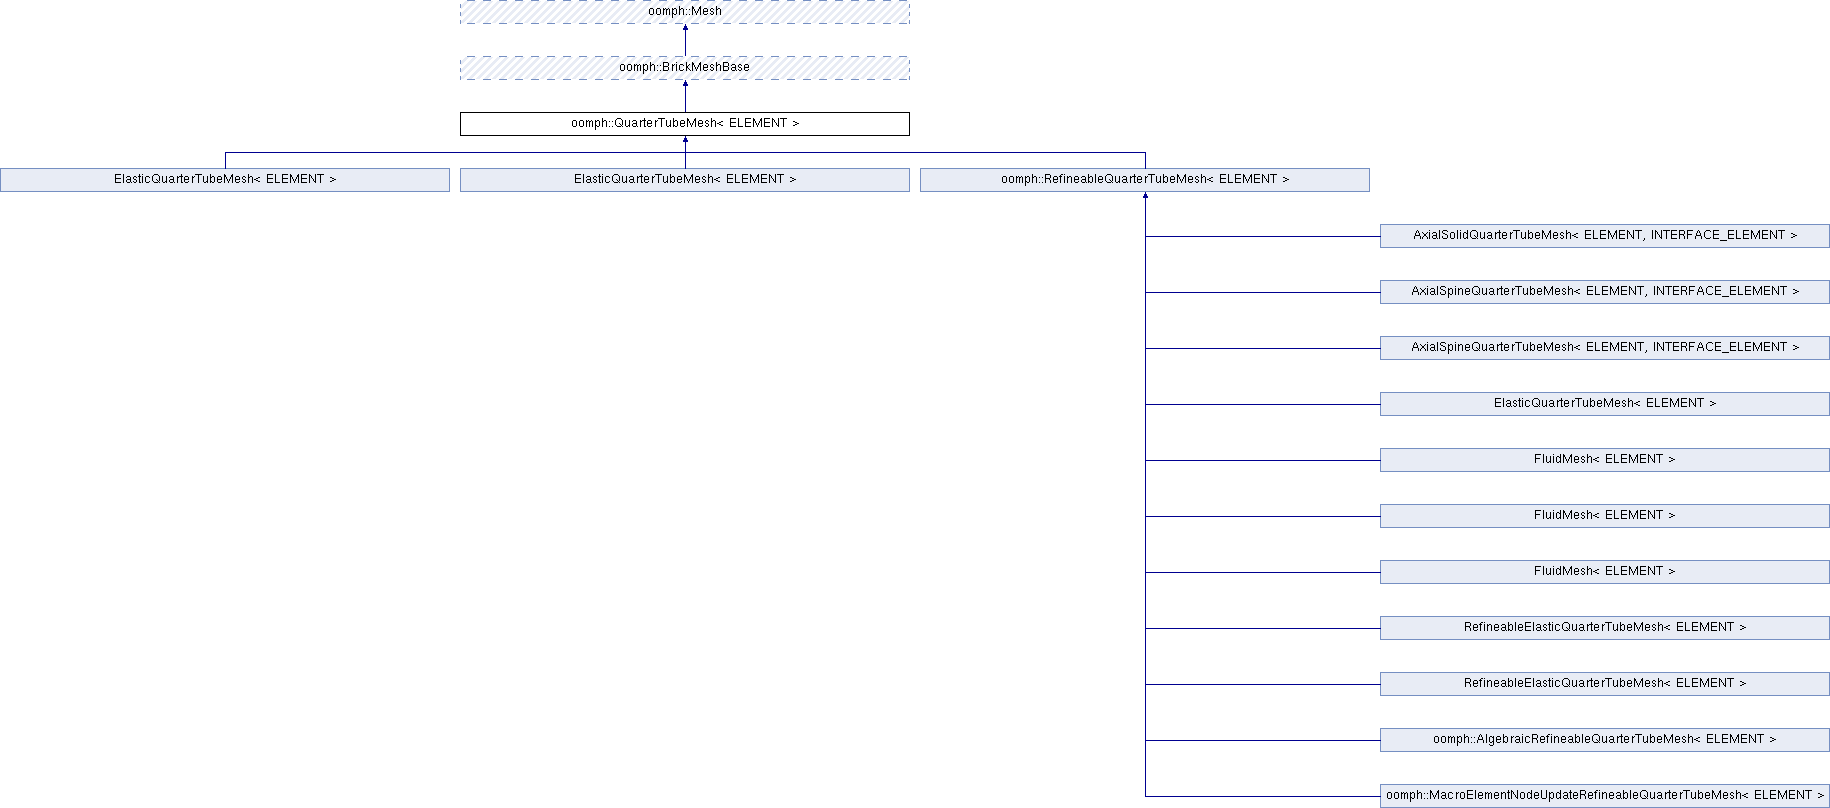 oomph::Mesh
oomph::BrickMeshBase
oomph::QuarterTubeMesh< ELEMENT >
ElasticQuarterTubeMesh< ELEMENT >
ElasticQuarterTubeMesh< ELEMENT >
oomph::RefineableQuarterTubeMesh< ELEMENT >
AxialSolidQuarterTubeMesh< ELEMENT, INTERFACE_ELEMENT >
AxialSpineQuarterTubeMesh< ELEMENT, INTERFACE_ELEMENT >
AxialSpineQuarterTubeMesh< ELEMENT, INTERFACE_ELEMENT >
ElasticQuarterTubeMesh< ELEMENT >
FluidMesh< ELEMENT >
FluidMesh< ELEMENT >
FluidMesh< ELEMENT >
RefineableElasticQuarterTubeMesh< ELEMENT >
RefineableElasticQuarterTubeMesh< ELEMENT >
oomph::AlgebraicRefineableQuarterTubeMesh< ELEMENT >
oomph::MacroElementNodeUpdateRefineableQuarterTubeMesh< ELEMENT >